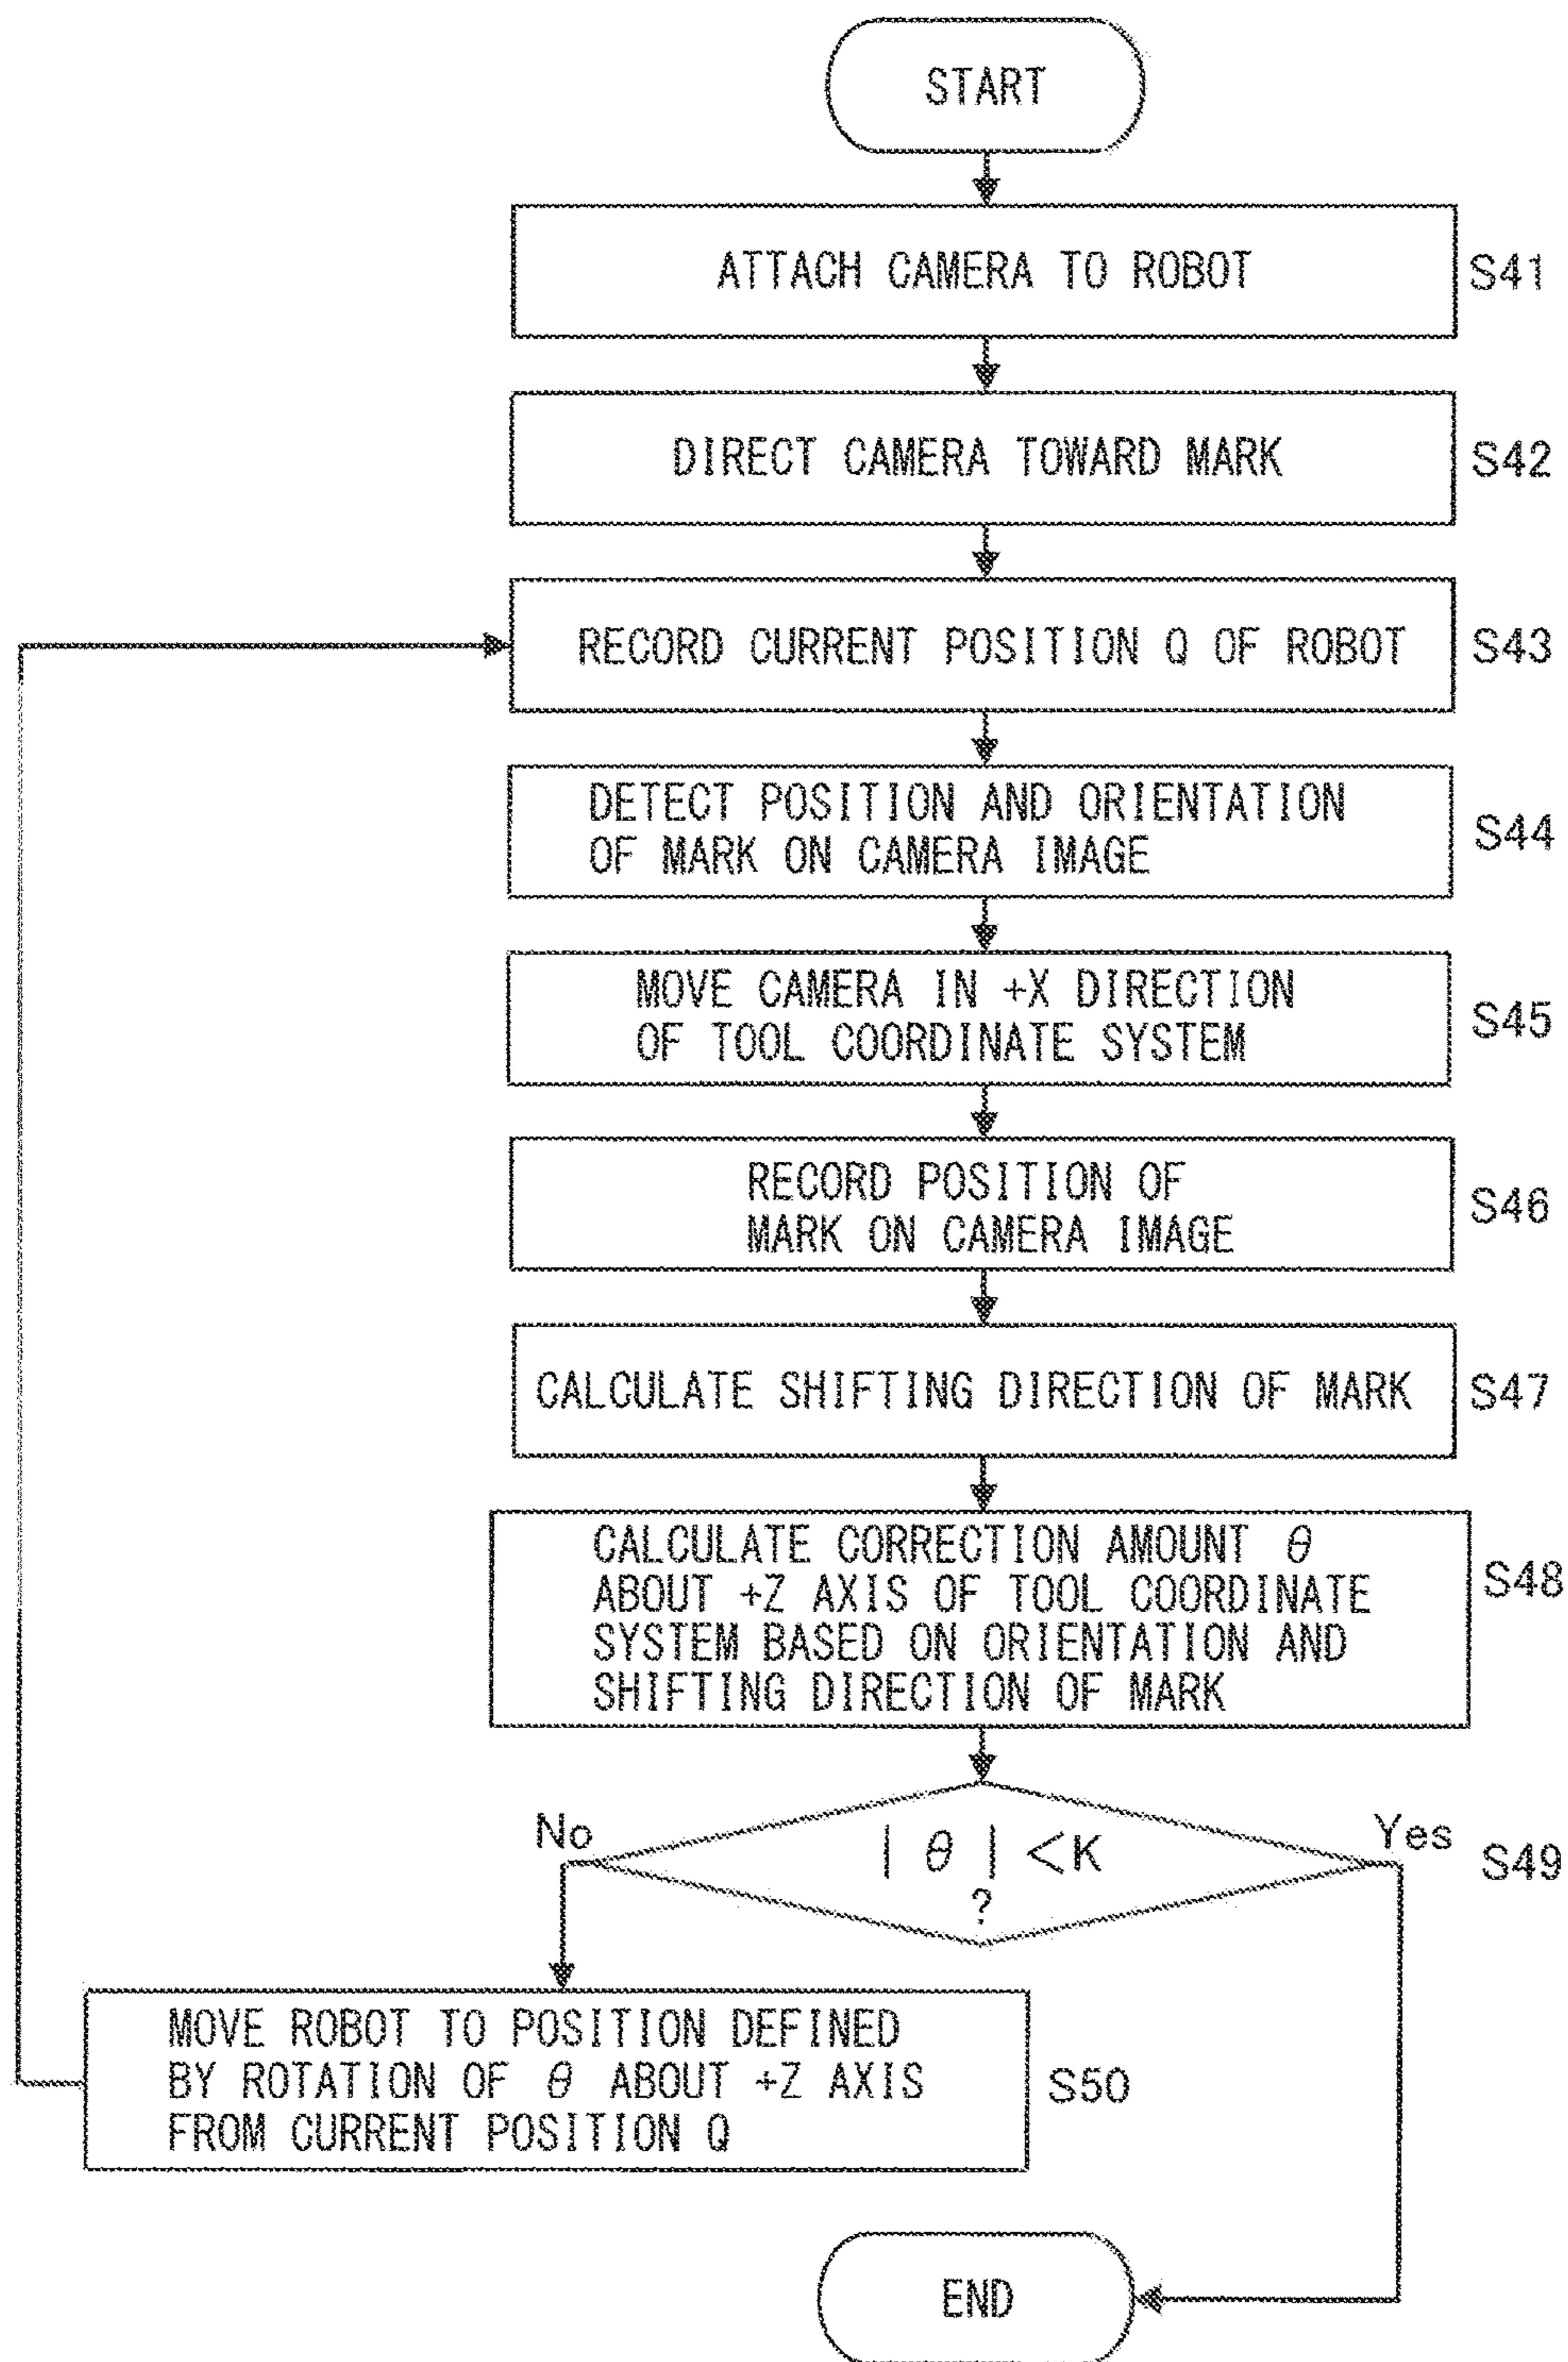 START
ATTACH CAMERA TO ROBOT
S41
DIRECT CAMERA TOWARD MARK
S42
RECORD CURRENT POSITION Q OF ROBOT
S43
DETECT POSITION AND ORIENTATION
OF MARK ON CAMERA IMAGE
S44
MOVE CAMERA IN +X DIRECTION
OF TOOL COORDINATE SYSTEM
S45
RECORD POSITION OF
MARK ON CAMERA IMAGE
S46
CALCULATE SHIFTING DIRECTION OF MARK
S47
CALCULATE CORRECTION AMOUNT θ
ABOUT +Z AXIS OF TOOL COORDINATE
SYSTEM BASED ON ORIENTATION AND
SHIFTING DIRECTION OF MARK
S48
No
| θ | <K
?
Yes
S49
MOVE ROBOT TO POSITION DEFINED
BY ROTATION OF θ ABOUT +Z AXIS
FROM CURRENT POSITION Q
S50
END